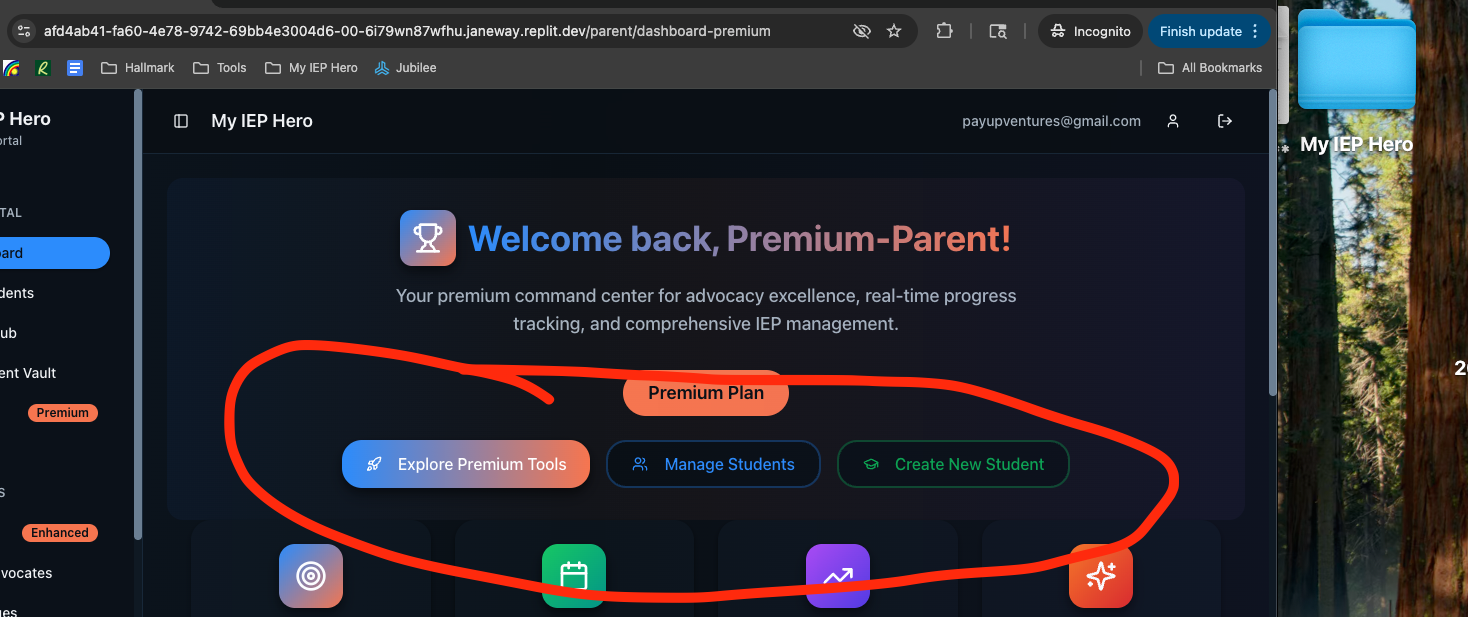 afd4ab41-fa60-4e78-9742-69bb4e3004d6-00-6i79wn87wfhu.janeway.replit.dev/parent/dashboard-premium
Incognito
Finish update
Hallmark
Tools
My IEP Hero
Jubilee
All Bookmarks
P Hero
ortal
My IEP Hero
payupventures@gmail.com
My IEP Hero
TAL
ard
dents
ub
ent Vault
Premium
S
Enhanced
vocates
ges
Welcome back, Premium-Parent!
Your premium command center for advocacy excellence, real-time progress
tracking, and comprehensive IEP management.
Premium Plan
Explore Premium Tools
Manage Students
Create New Student
2